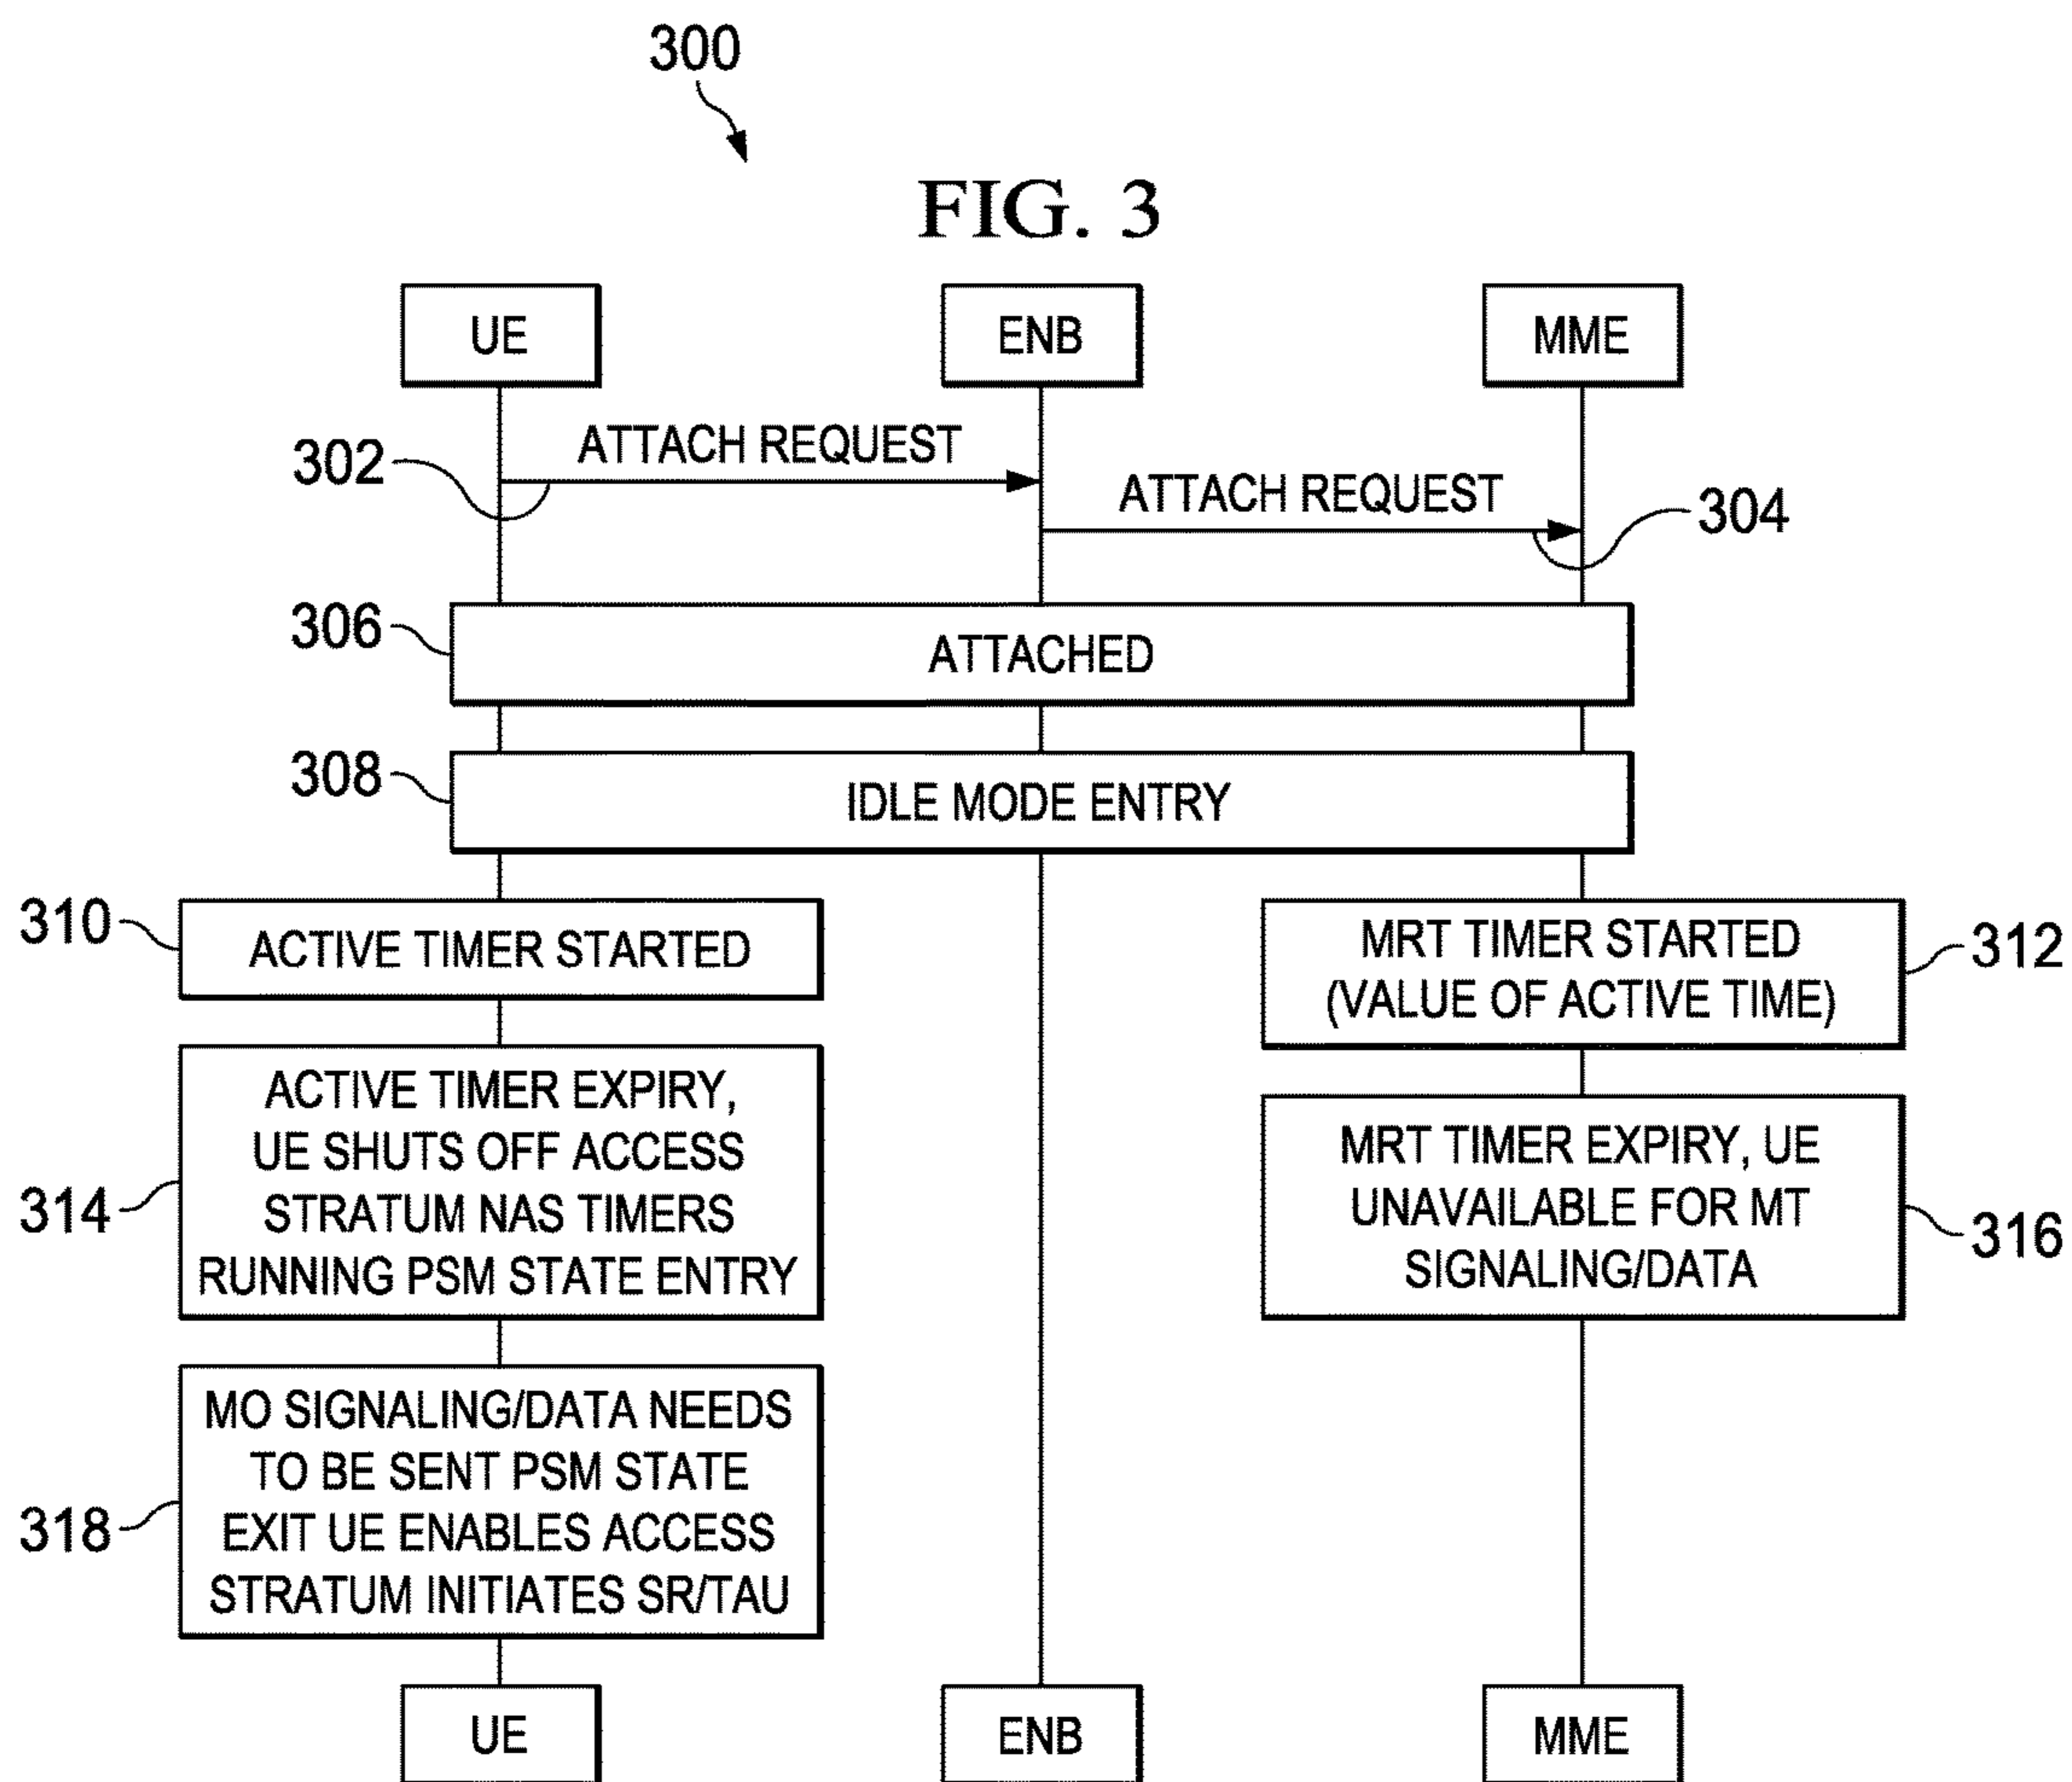 300
FIG. 3
UE
ENB
MME
302
ATTACH REQUEST
ATTACH REQUEST
304
306
ATTACHED
308
IDLE MODE ENTRY
310
ACTIVE TIMER STARTED
MRT TIMER STARTED
(VALUE OF ACTIVE TIME)
312
314
ACTIVE TIMER EXPIRY,
UE SHUTS OFF ACCESS
STRATUM NAS TIMERS
RUNNING PSM STATE ENTRY
MRT TIMER EXPIRY, UE
UNAVAILABLE FOR MT
SIGNALING/DATA
316
318
MO SIGNALING/DATA NEEDS
TO BE SENT PSM STATE
EXIT UE ENABLES ACCESS
STRATUM INITIATES SR/TAU
UE
ENB
MME